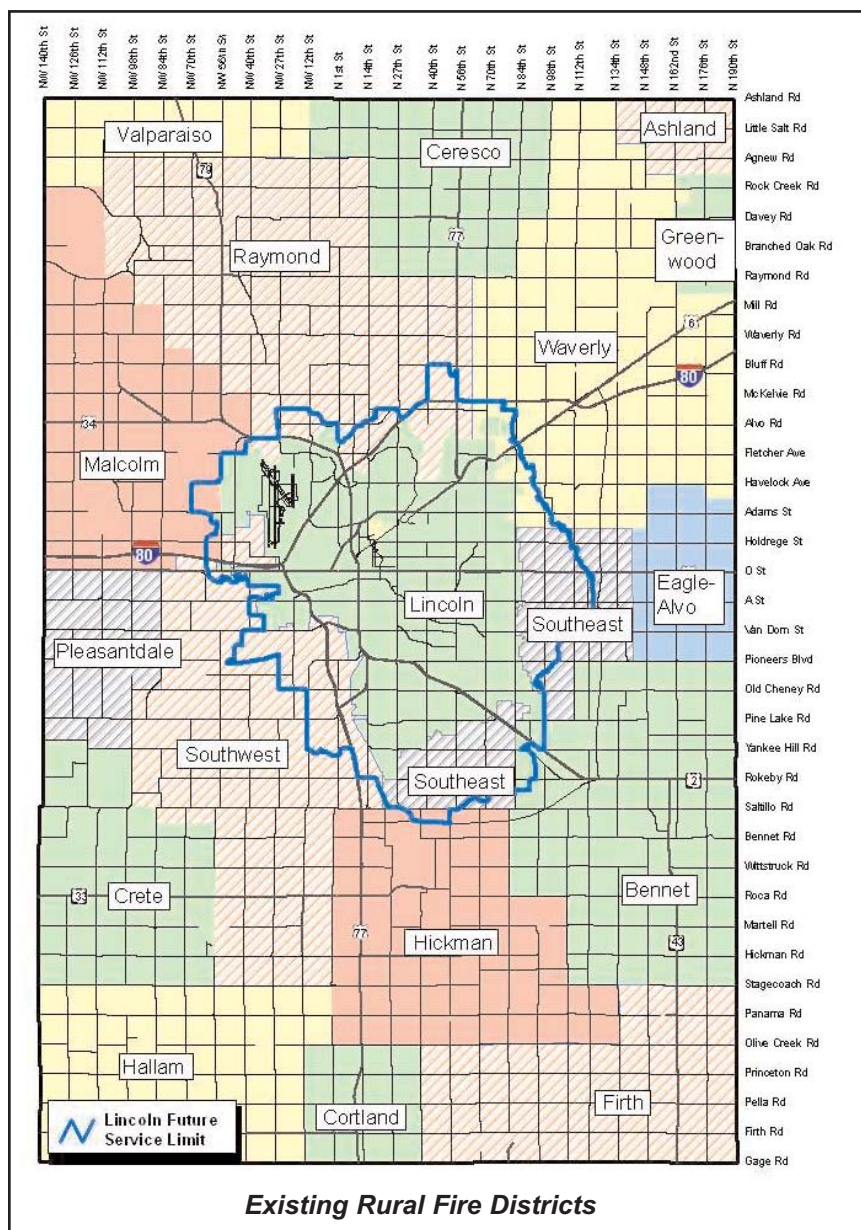 NW 140th St
NW 126th St
NW 112th St
NW 98th St
NW 84th St
NW 70th St
NW 56th St
NW 40th St
NW 27th St
NW 12th St
N 1st St
N 14th St
N 27th St
N 40th St
N 56th St
N 70th St
N 84th St
N 98th St
N 112th St
N 134th St
N 148th St
N 162nd St
N 176th St
N 190th St
Ashland Rd
Little Salt Rd
Agnew Rd
Rock Creek Rd
Davey Rd
Branched Oak Rd
Raymond Rd
Mill Rd
Waverly Rd
Bluff Rd
McKelvie Rd
Alvo Rd
Fletcher Ave
Havelock Ave
Adams St
Holdrege St
O St
A St
Van Dorn St
Pioneers Blvd
Old Cheney Rd
Pine Lake Rd
Yankee Hill Rd
Rokeby Rd
Saltillo Rd
Bennet Rd
Wittstruck Rd
Roca Rd
Martell Rd
Hickman Rd
Stagecoach Rd
Panama Rd
Olive Creek Rd
Princeton Rd
Pella Rd
Firth Rd
Gage Rd
Valparaiso
Ceresco
Ashland
79
77
Raymond
Green-
wood
6
Waverly
80
34
Malcolm
80
Lincoln
Eagle-
Alvo
Southeast
Pleasantdale
Southwest
Southeast
2
Crete
33
Bennet
43
77
Hickman
Hallam
Cortland
Firth
Lincoln Future
Service Limit
Existing Rural Fire Districts